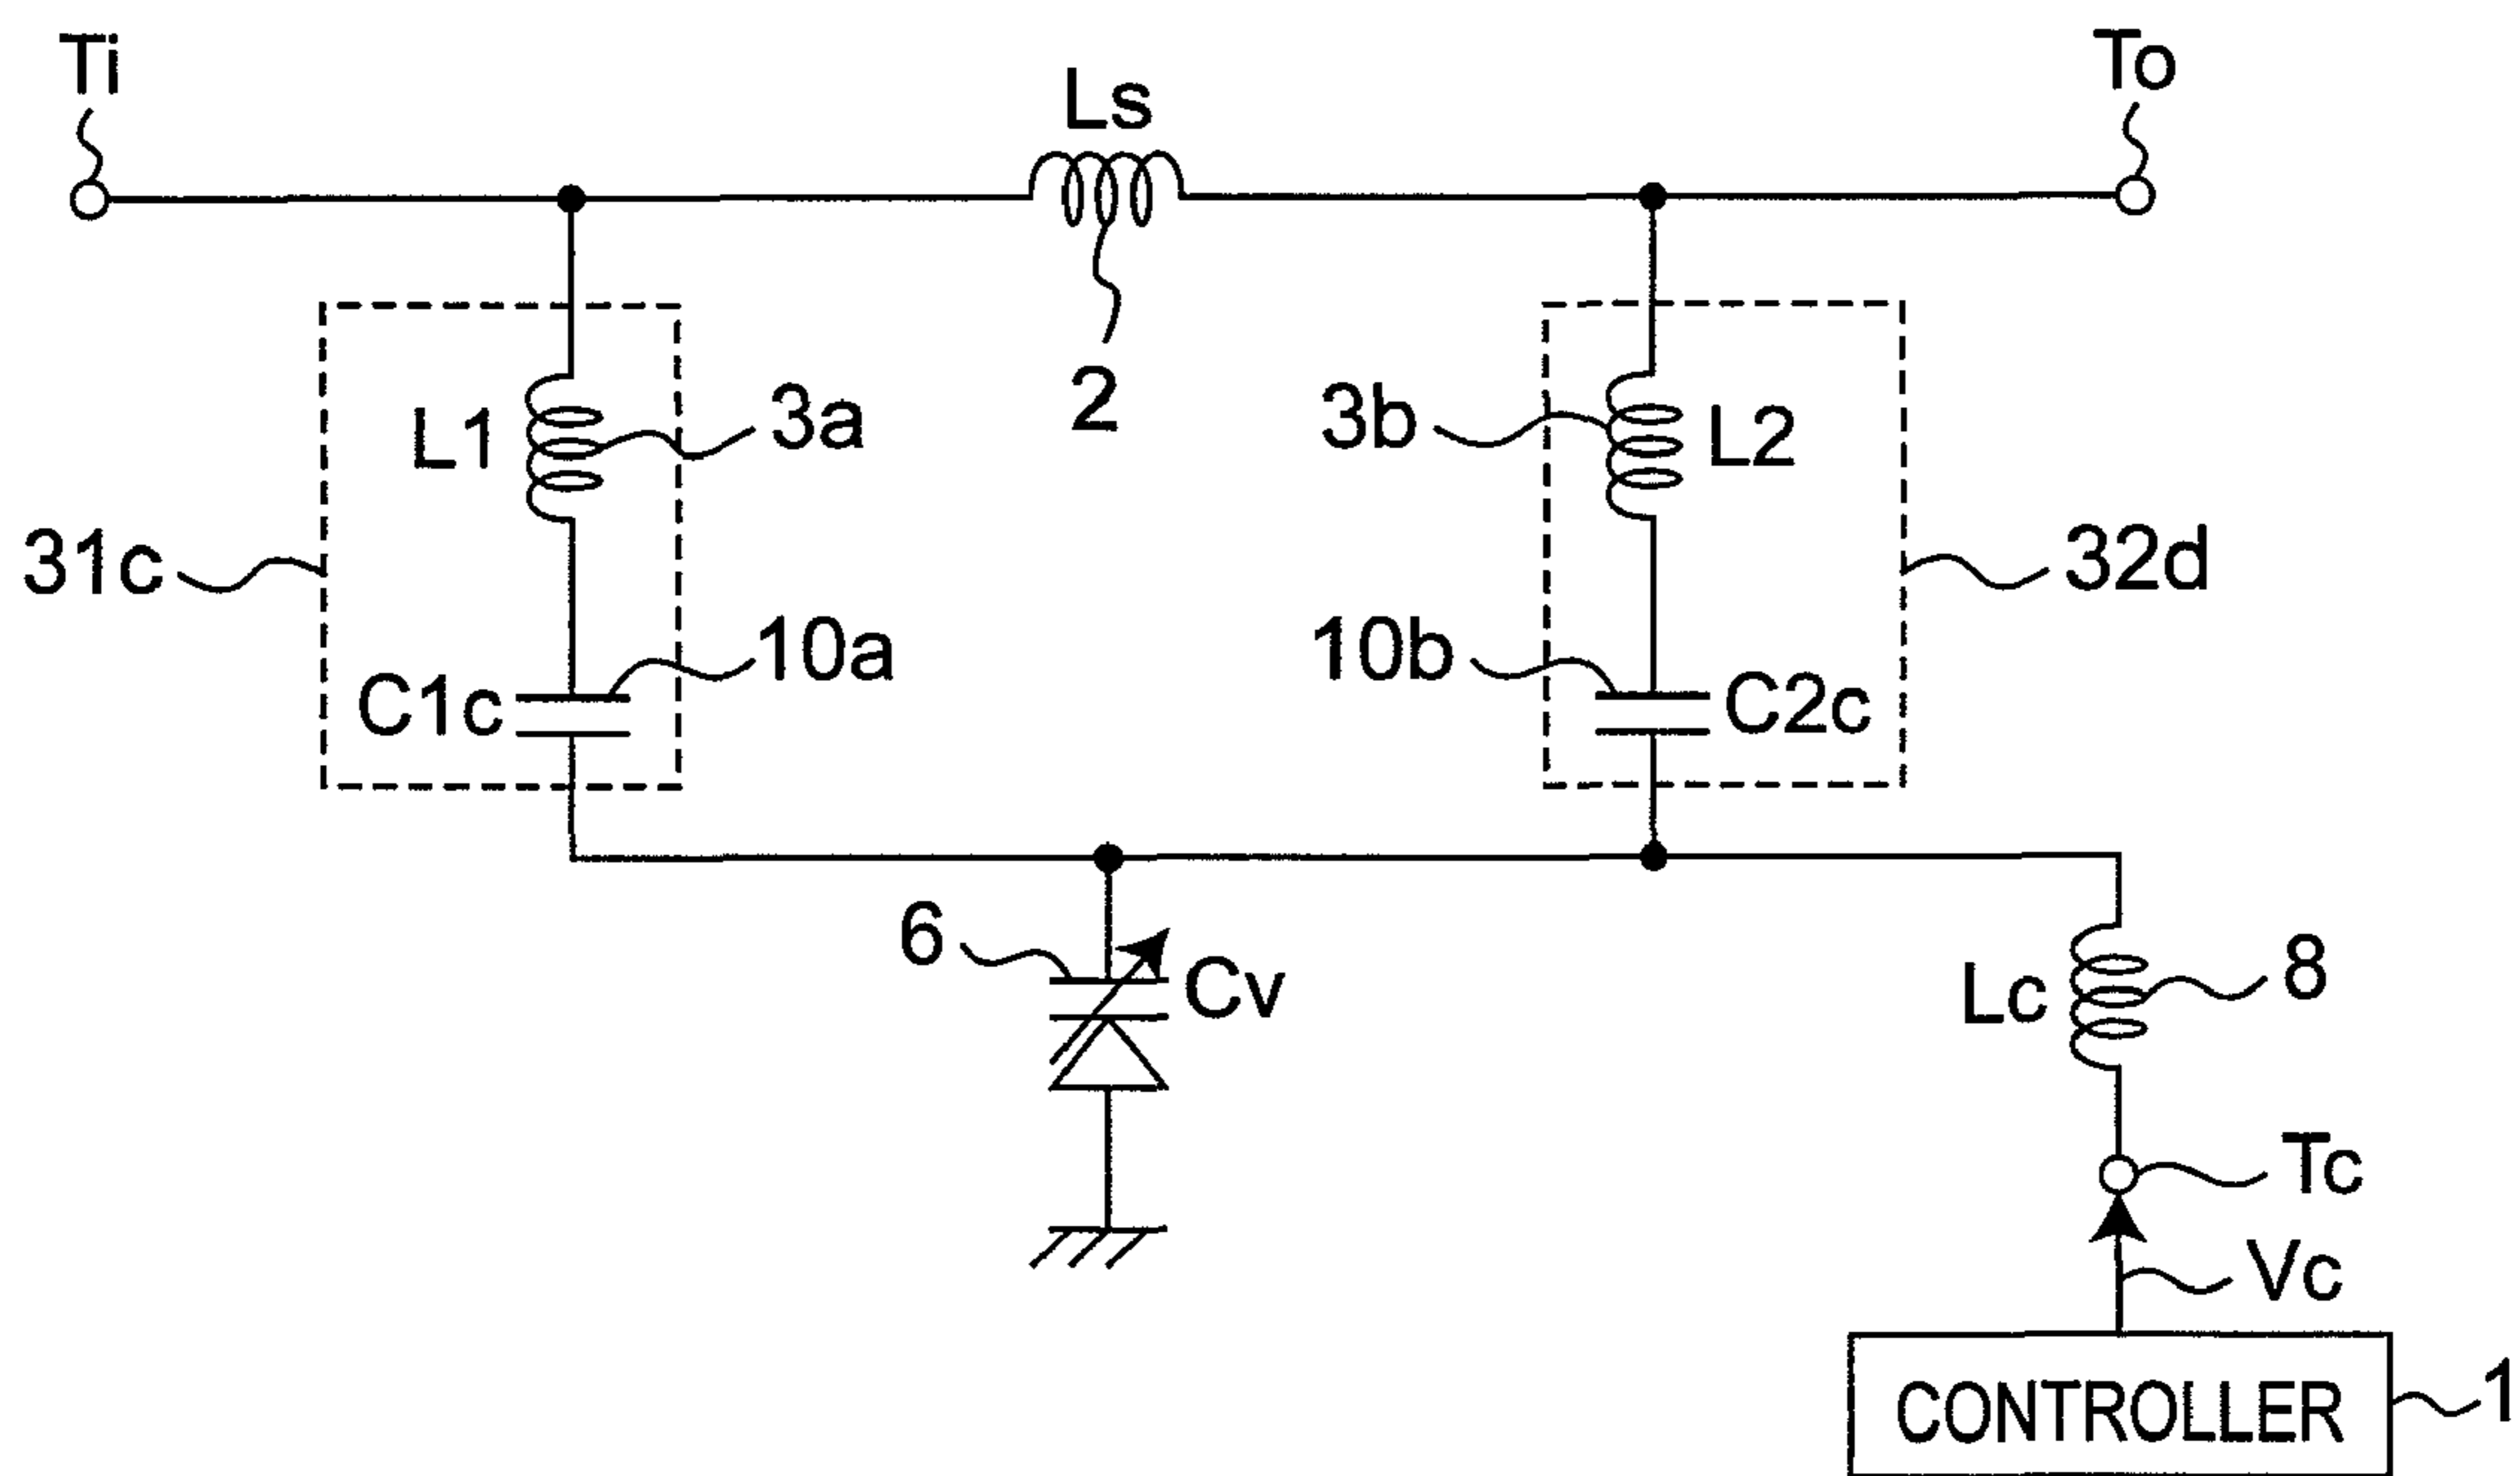 Ti
To
Ls
2
L1
3a
3b
L2
31c
32d
10a
10b
C1c
C2c
6
Cv
Lc
8
Tc
Vc
CONTROLLER
1